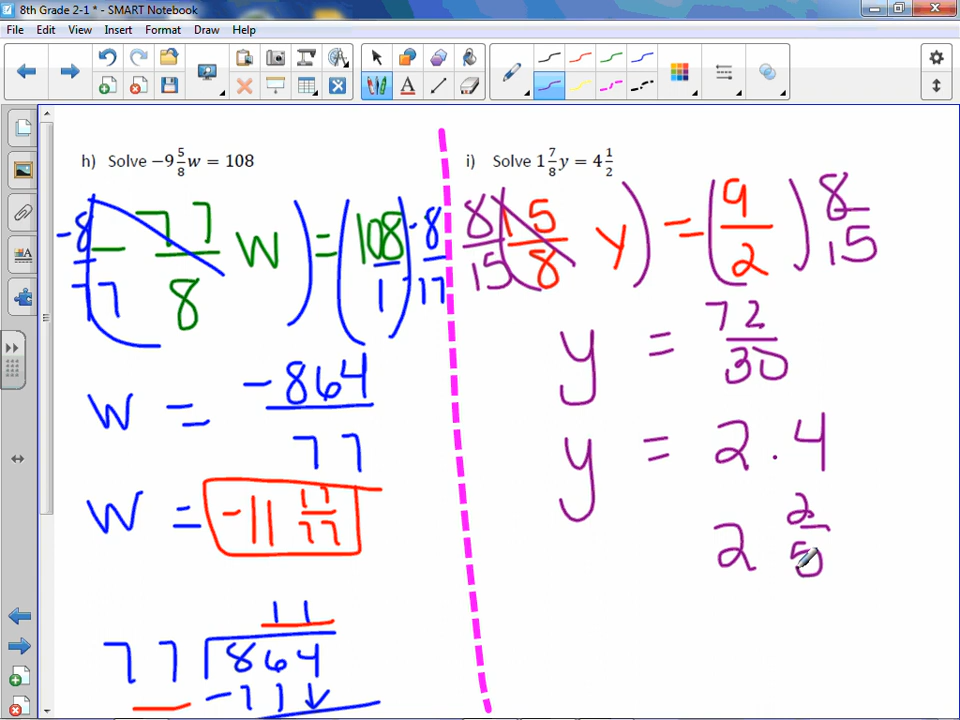 8th Grade 2-1 * - SMART Notebook
File Edit View Insert Format Draw Help
h) Solve −9 5/8 w = 108
-8/-7 ( - 77/8 W ) = ( 108/1 ) -8/77
W = -864/77
W = -11 17/77
11
77 ) 864
-77 ↓
i) Solve 1 7/8 y = 4 1/2
8/15 ( 15/8 y ) = ( 9/2 ) 8/15
y = 72/30
y = 2.4
2 2/5